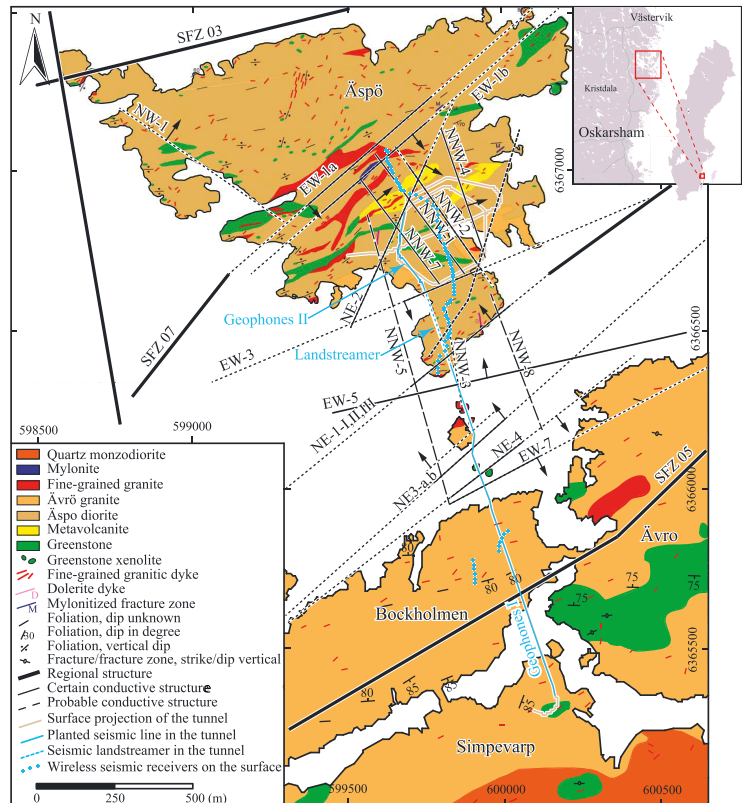 N
SFZ 03
Västervik
Kristdala
Oskarsham
Äspö
EW-1b
NW-1
M
NNW-4
EW-1a
6367000
NNW-2
NNW-7
NE-2
Geophones II
SFZ 07
Landstreamer
6366500
EW-3
NNW-5
NNW-3
NNW-8
EW-5
NE-1-I,II,III
598500
599000
NE-4
EW-7
NE3-a,b
SFZ 05
6366000
Ävro
80
80
80
75
75
Bockholmen
Geophones I
6365500
80
85
85
85
Simpevarp
599500
600000
600500
Quartz monzodiorite
Mylonite
Fine-grained granite
Ävrö granite
Äspo diorite
Metavolcanite
Greenstone
Greenstone xenolite
Fine-grained granitic dyke
D Dolerite dyke
M Mylonitized fracture zone
Foliation, dip unknown
80 Foliation, dip in degree
Foliation, vertical dip
Fracture/fracture zone, strike/dip vertical
Regional structure
Certain conductive structure
Probable conductive structure
Surface projection of the tunnel
Planted seismic line in the tunnel
Seismic landstreamer in the tunnel
Wireless seismic receivers on the surface
0 250 500 (m)